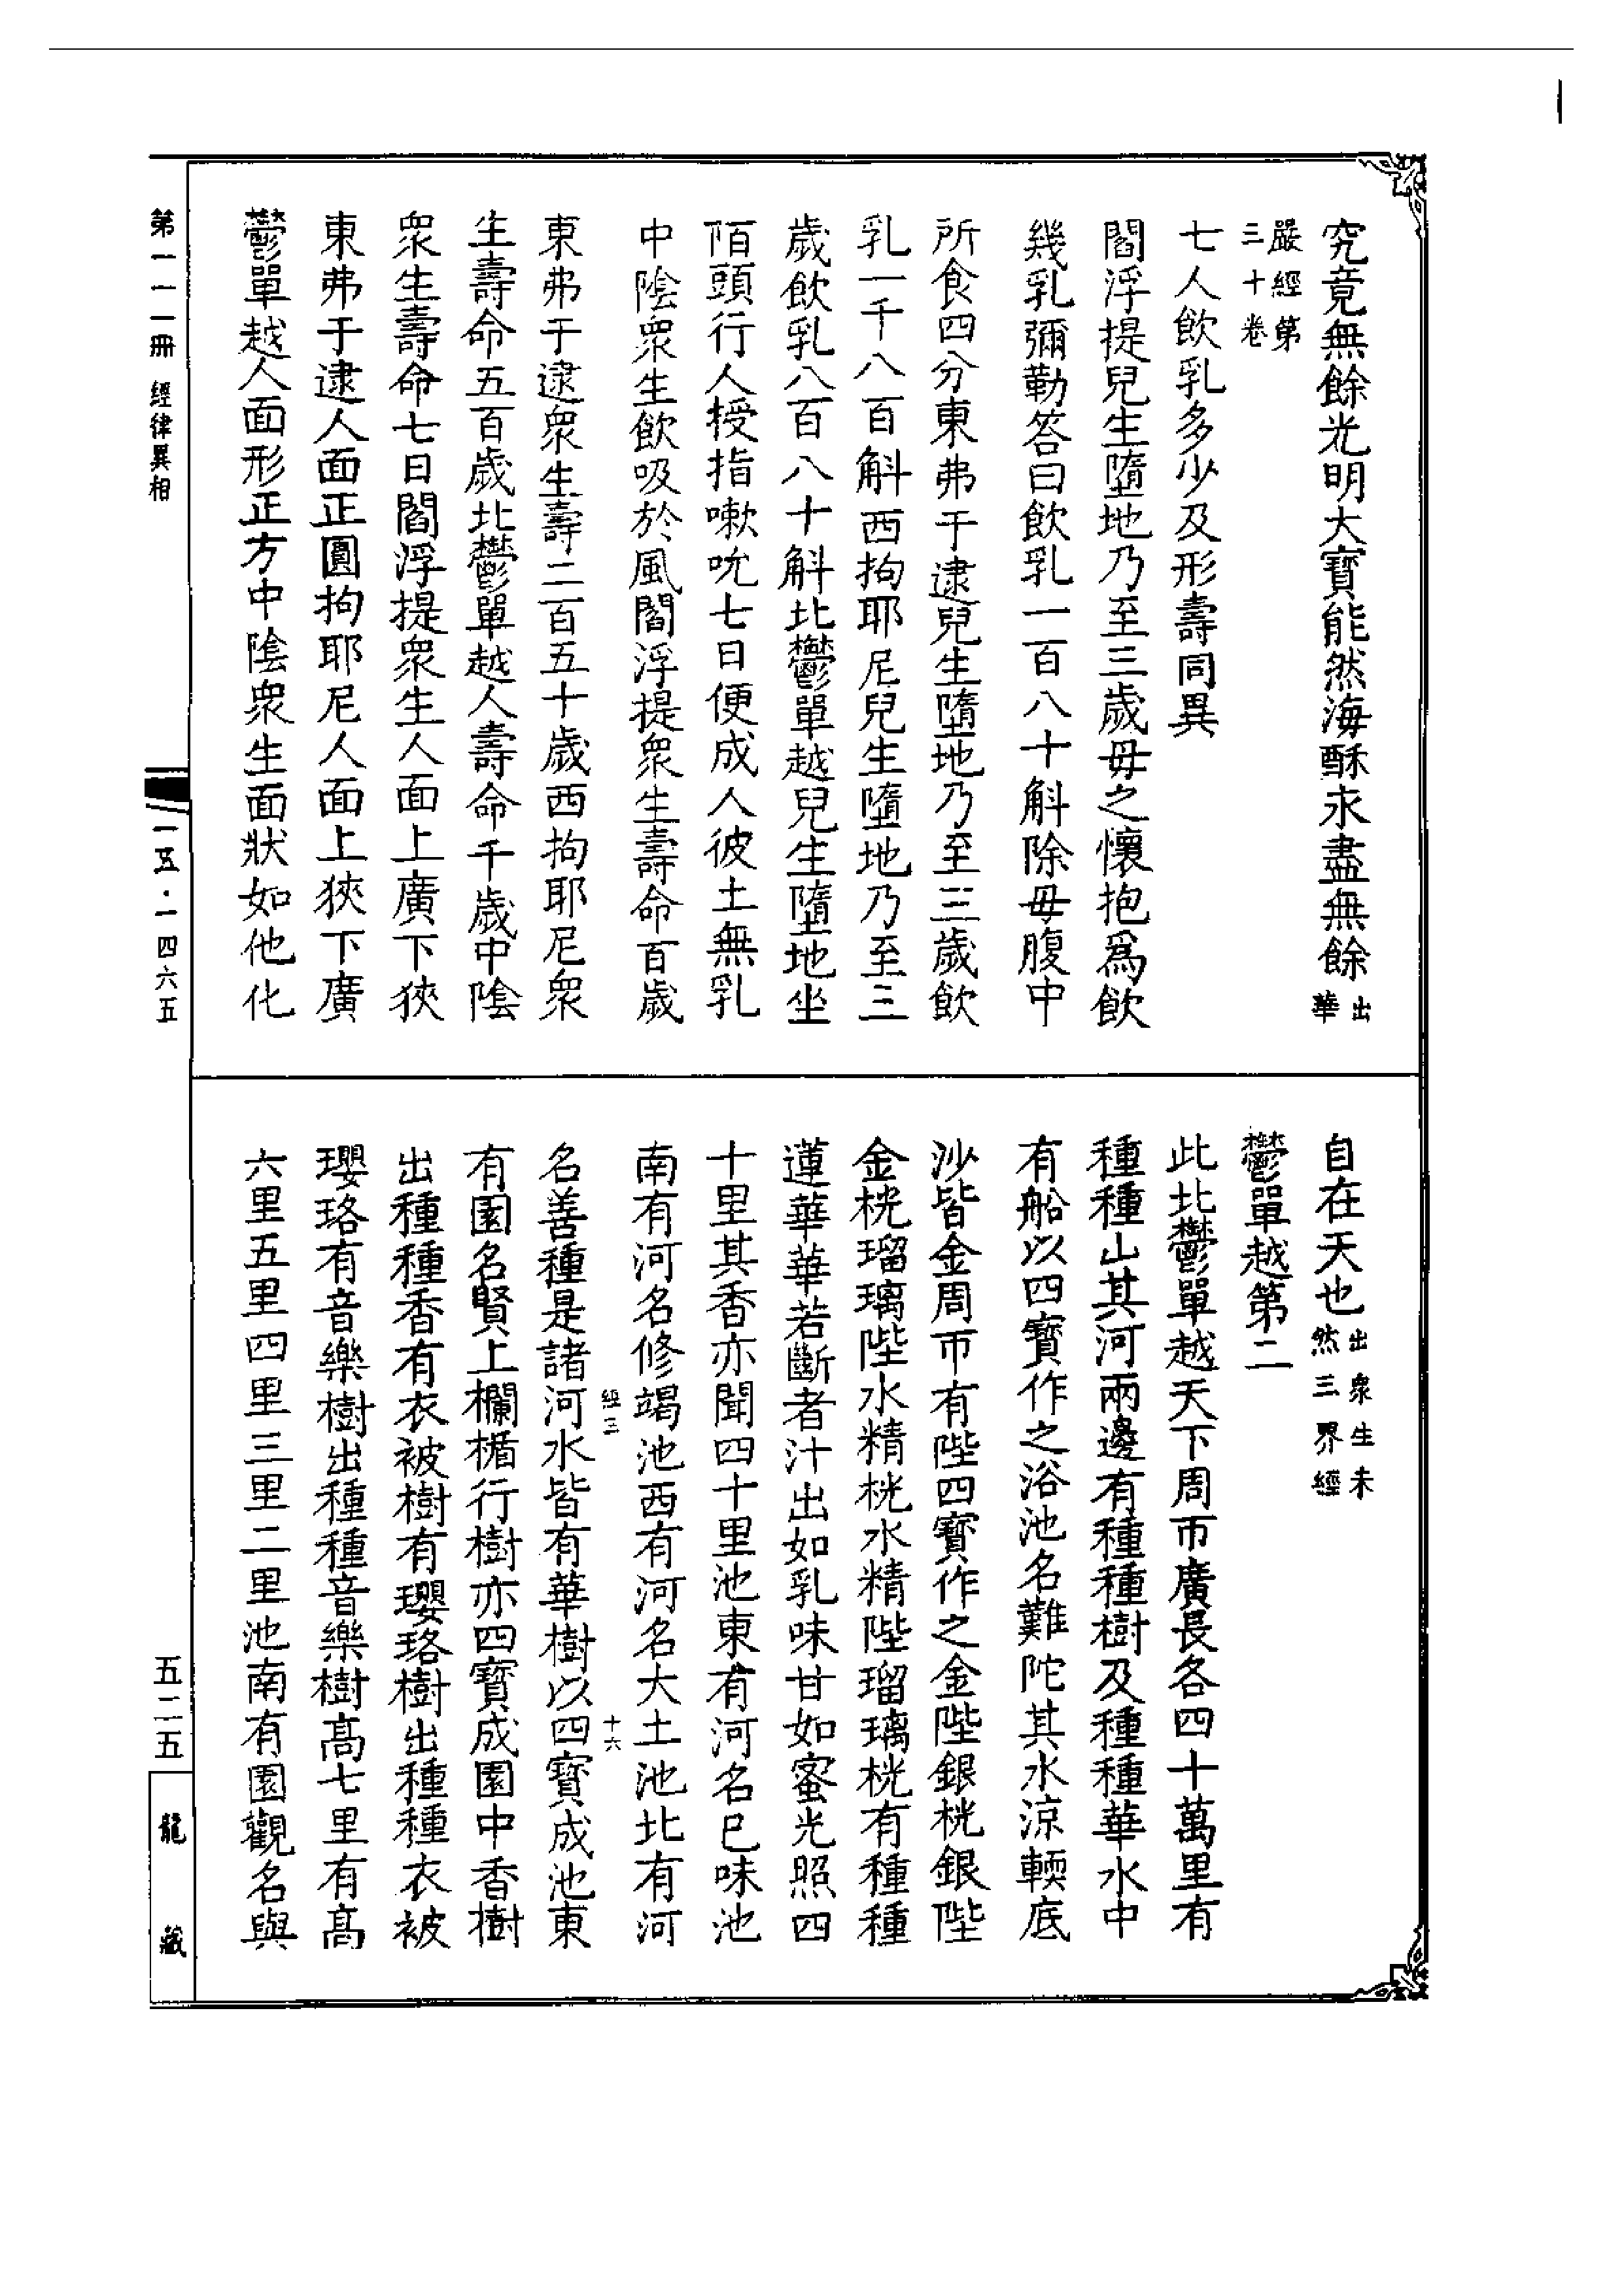 究竟無餘光明大寶能然海酥永盡無餘出華
嚴經第三十卷
七人飲乳多少及形壽同異
閻浮提兒生墮地乃至三歲毋之懷抱爲飲
幾乳彌勒答曰飲乳一百八十斛除毋腹中
所食四分東弗于逮兒生墮地乃至三歲飲
乳一千八百斛西拘耶尼兒生墮地乃至三
歲飲乳八百八十斛北鬱單越兒生墮地坐
陌頭行人授指嗽吮七日便成人彼土無乳
中陰衆生飲吸於風閻浮提衆生壽命百歲
東弗于逮衆生壽二百五十歲西拘耶尼衆
生壽命五百歲北鬱單越人壽命千歲中陰
衆生壽命七日閻浮提衆生人面上廣下狹
東弗于逮人面正圓拘耶尼人面上狹下廣
鬱單越人面形正方中陰衆生面狀如他化
自在天也出衆生未然三界經
鬱單越第二
此北鬱單越天下周帀廣長各四十萬里有
種種山其河兩邊有種種樹及種種華水中
有船以四寶作之浴池名難陀其水涼輭底
沙皆金周帀有陛四寶作之金陛銀桄銀陛
金桄瑠璃陛水精桄水精陛瑠璃桄有種種
蓮華華若斷者汁出如乳味甘如蜜光照四
十里其香亦聞四十里池東有河名已味池
南有河名修竭池西有河名大土池北有河
名善種是諸河水皆有華樹以四寶成池東
有園名賢上欄楯行樹亦四寶成園中香樹
出種種香有衣被樹有瓔珞樹出種種衣被
瓔珞有音樂樹出種種音樂樹高七里有高
六里五里四里三里二里池南有園觀名與
經三
十六
第一一一冊
經律異相
一五·一四六五
五二五
龍藏